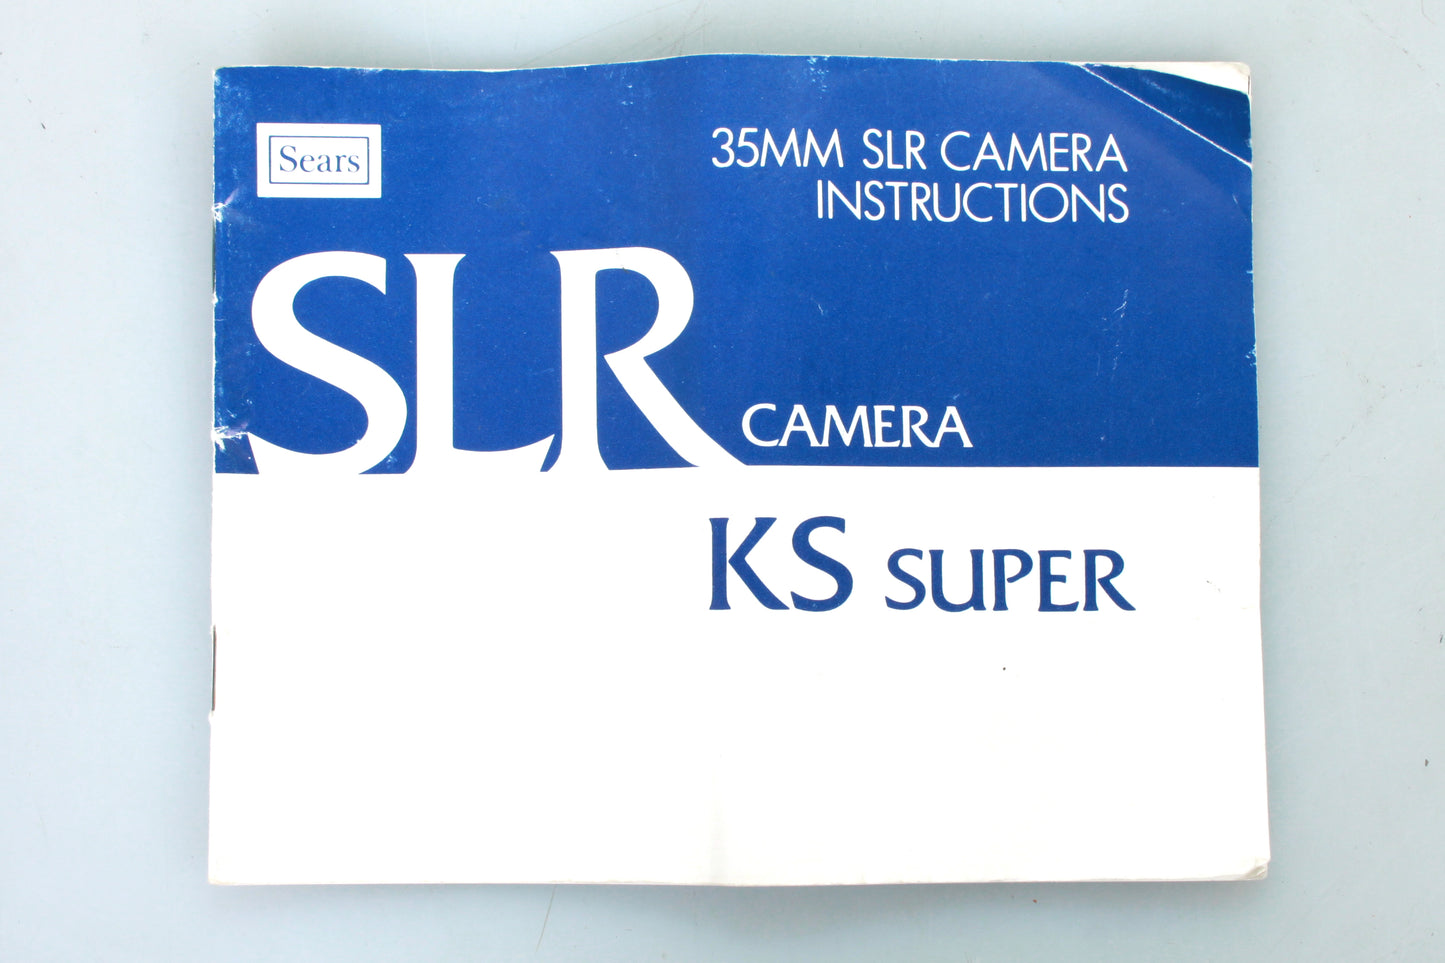 Sears
35MM SLR CAMERA
INSTRUCTIONS
SLR CAMERA
KS SUPER